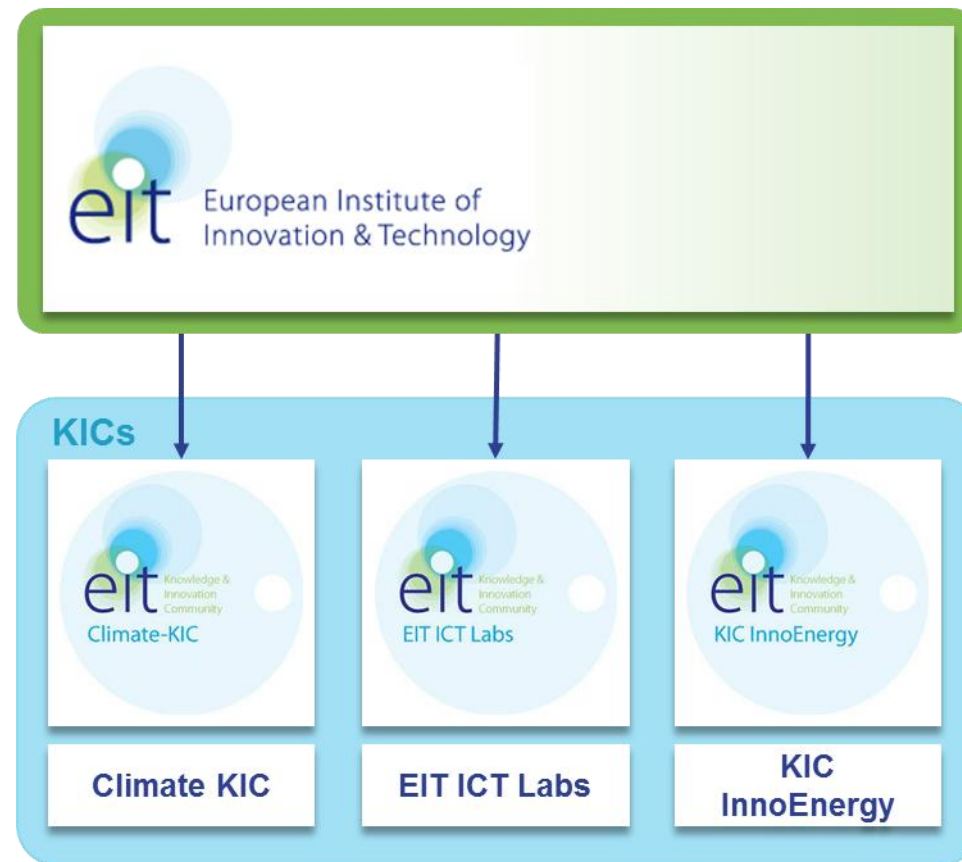 eit
European Institute of
Innovation & Technology
KICs
eit
Knowledge &
Innovation
Community
Climate-KIC
eit
Knowledge &
Innovation
Community
EIT ICT Labs
eit
Knowledge &
Innovation
Community
KIC InnoEnergy
Climate KIC
EIT ICT Labs
KIC
InnoEnergy